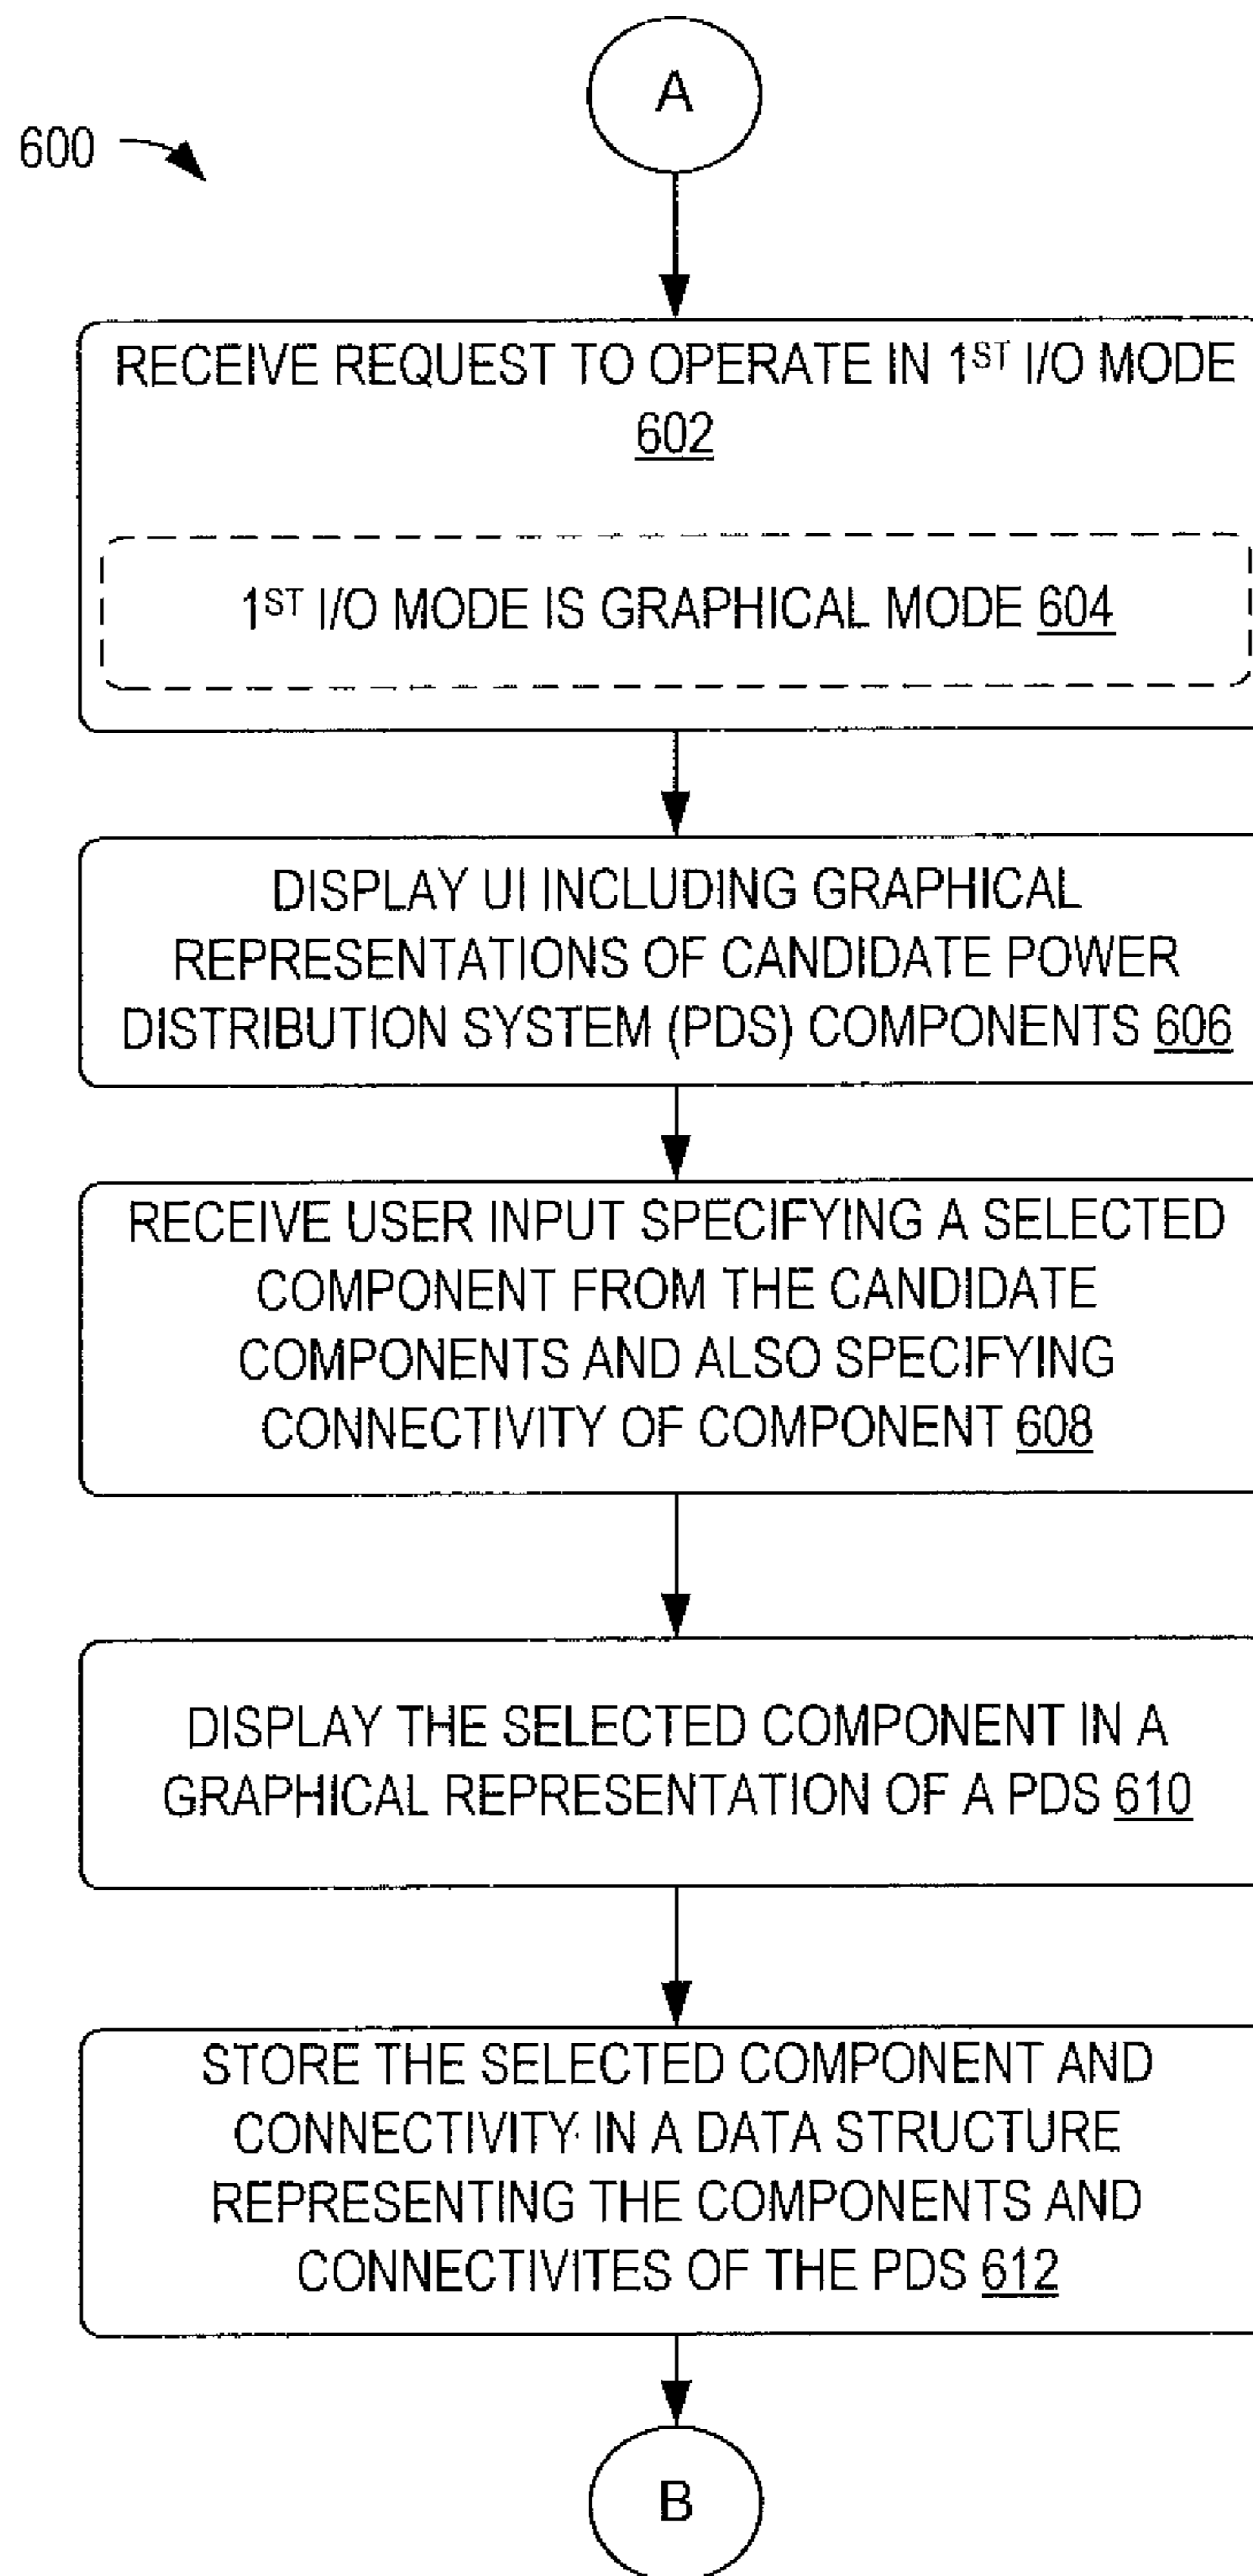 A
600
RECEIVE REQUEST TO OPERATE IN 1ST I/O MODE
602
1ST I/O MODE IS GRAPHICAL MODE 604
DISPLAY UI INCLUDING GRAPHICAL
REPRESENTATIONS OF CANDIDATE POWER
DISTRIBUTION SYSTEM (PDS) COMPONENTS 606
RECEIVE USER INPUT SPECIFYING A SELECTED
COMPONENT FROM THE CANDIDATE
COMPONENTS AND ALSO SPECIFYING
CONNECTIVITY OF COMPONENT 608
DISPLAY THE SELECTED COMPONENT IN A
GRAPHICAL REPRESENTATION OF A PDS 610
STORE THE SELECTED COMPONENT AND
CONNECTIVITY IN A DATA STRUCTURE
REPRESENTING THE COMPONENTS AND
CONNECTIVITES OF THE PDS 612
B